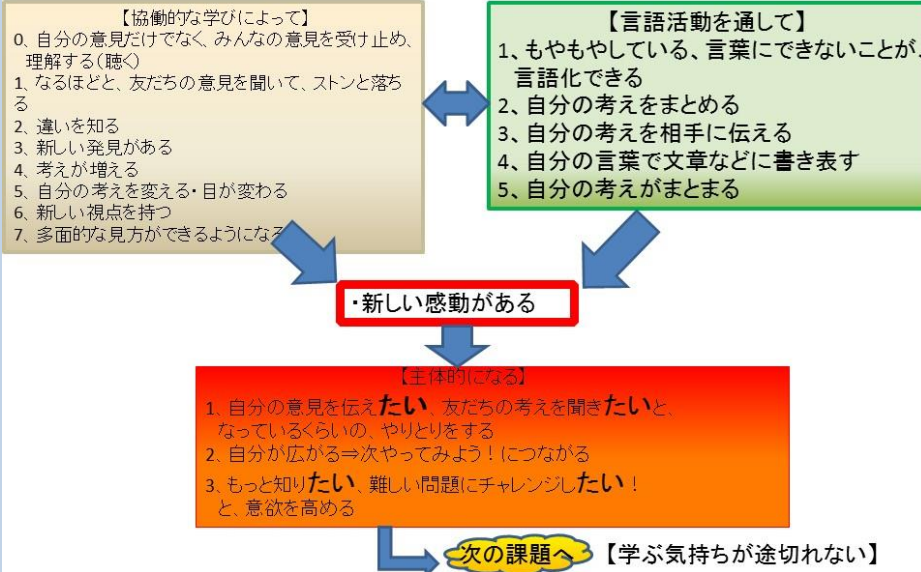 【協働的な学びによって】
0、自分の意見だけでなく、みんなの意見を受け止め、
理解する(聴く)
1、なるほどと、友だちの意見を聞いて、ストンと落ち
る
2、違いを知る
3、新しい発見がある
4、考えが増える
5、自分の考えを変える・目が変わる
6、新しい視点を持つ
7、多面的な見方ができるようになる
【言語活動を通して】
1、もやもやしている、言葉にできないことが、
言語化できる
2、自分の考えをまとめる
3、自分の考えを相手に伝える
4、自分の言葉で文章などに書き表す
5、自分の考えがまとまる
・新しい感動がある
【主体的になる】
1、自分の意見を伝えたい、友だちの考えを聞きたいと、
なっているくらいの、やりとりをする
2、自分が広がる⇒次やってみよう!につながる
3、もっと知りたい、難しい問題にチャレンジしたい!
と、意欲を高める
次の課題へ 【学ぶ気持ちが途切れない】